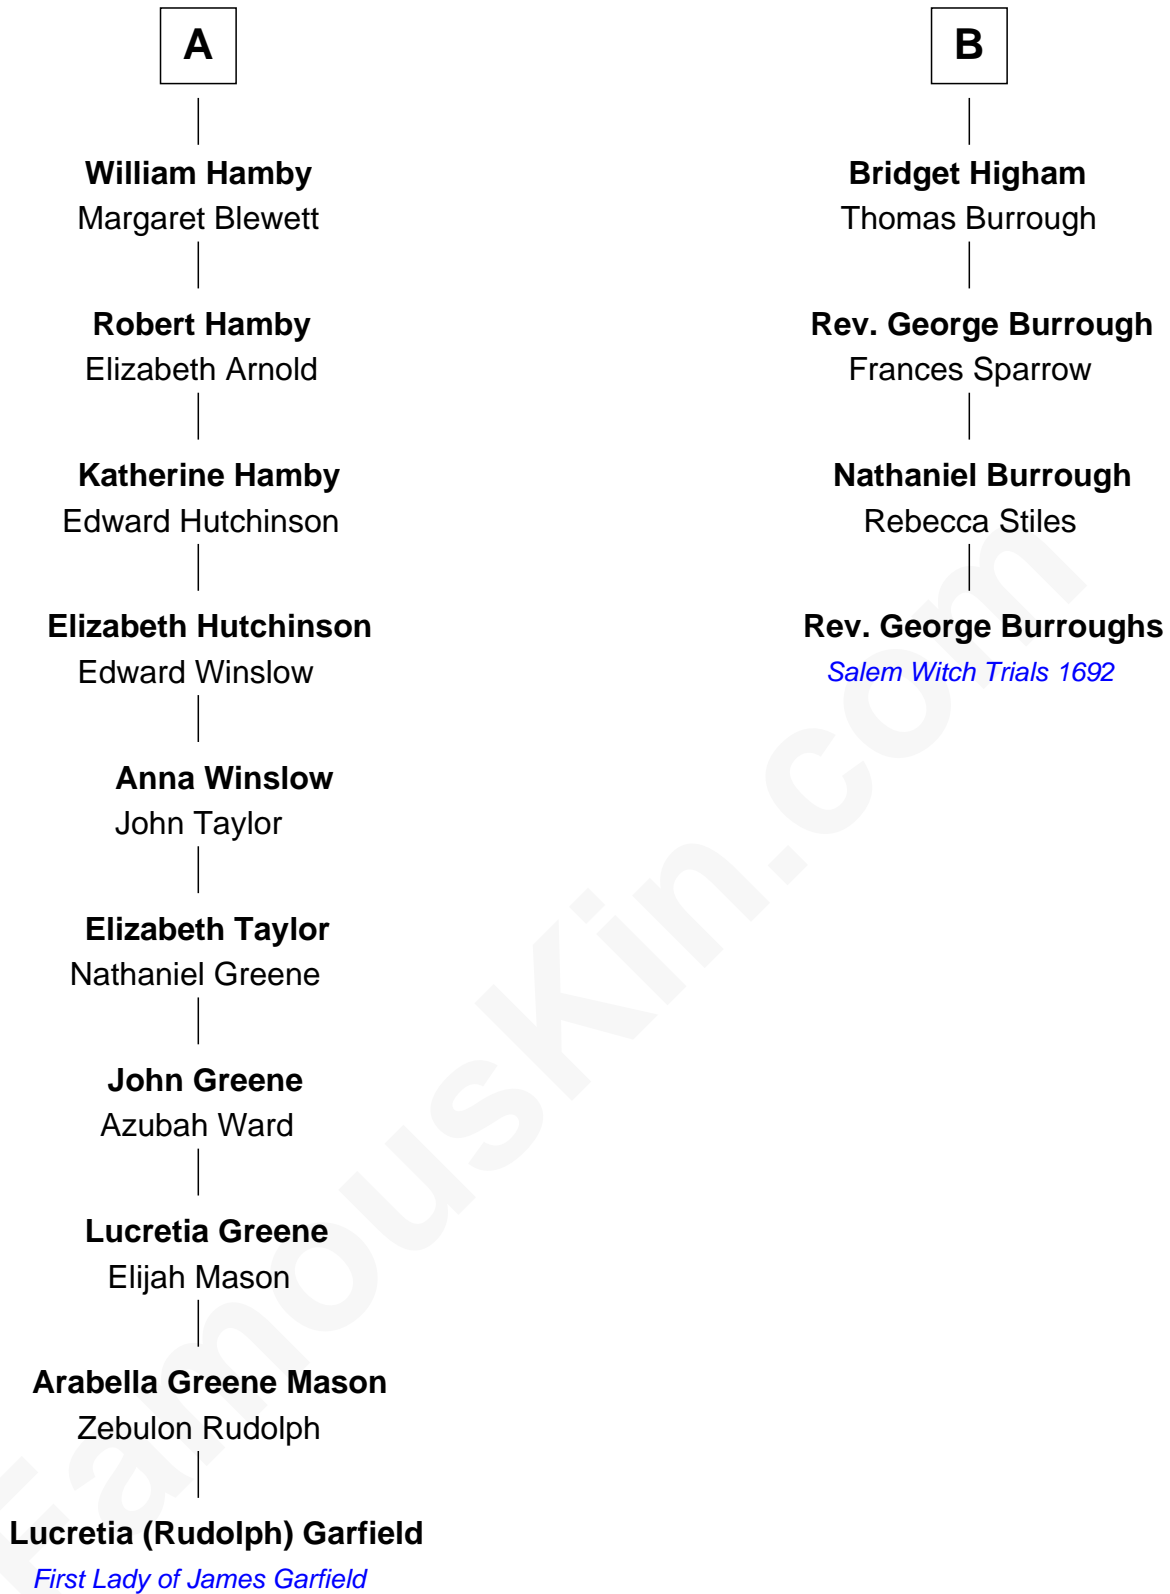 A
William Hamby
Margaret Blewett
Robert Hamby
Elizabeth Arnold
Katherine Hamby
Edward Hutchinson
Elizabeth Hutchinson
Edward Winslow
Anna Winslow
John Taylor
Elizabeth Taylor
Nathaniel Greene
John Greene
Azubah Ward
Lucretia Greene
Elijah Mason
Arabella Greene Mason
Zebulon Rudolph
Lucretia (Rudolph) Garfield
First Lady of James Garfield
B
Bridget Higham
Thomas Burrough
Rev. George Burrough
Frances Sparrow
Nathaniel Burrough
Rebecca Stiles
Rev. George Burroughs
Salem Witch Trials 1692
FamousKin.com